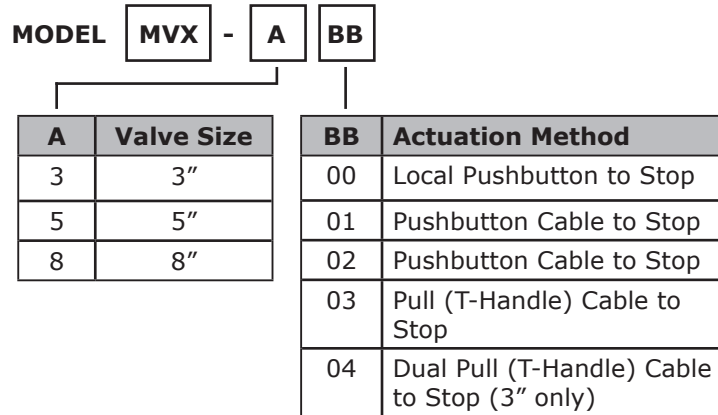 MODEL MVX - A BB
A Valve Size
3 3″
5 5″
8 8″
BB Actuation Method
00 Local Pushbutton to Stop
01 Pushbutton Cable to Stop
02 Pushbutton Cable to Stop
03 Pull (T-Handle) Cable to
Stop
04 Dual Pull (T-Handle) Cable
to Stop (3″ only)